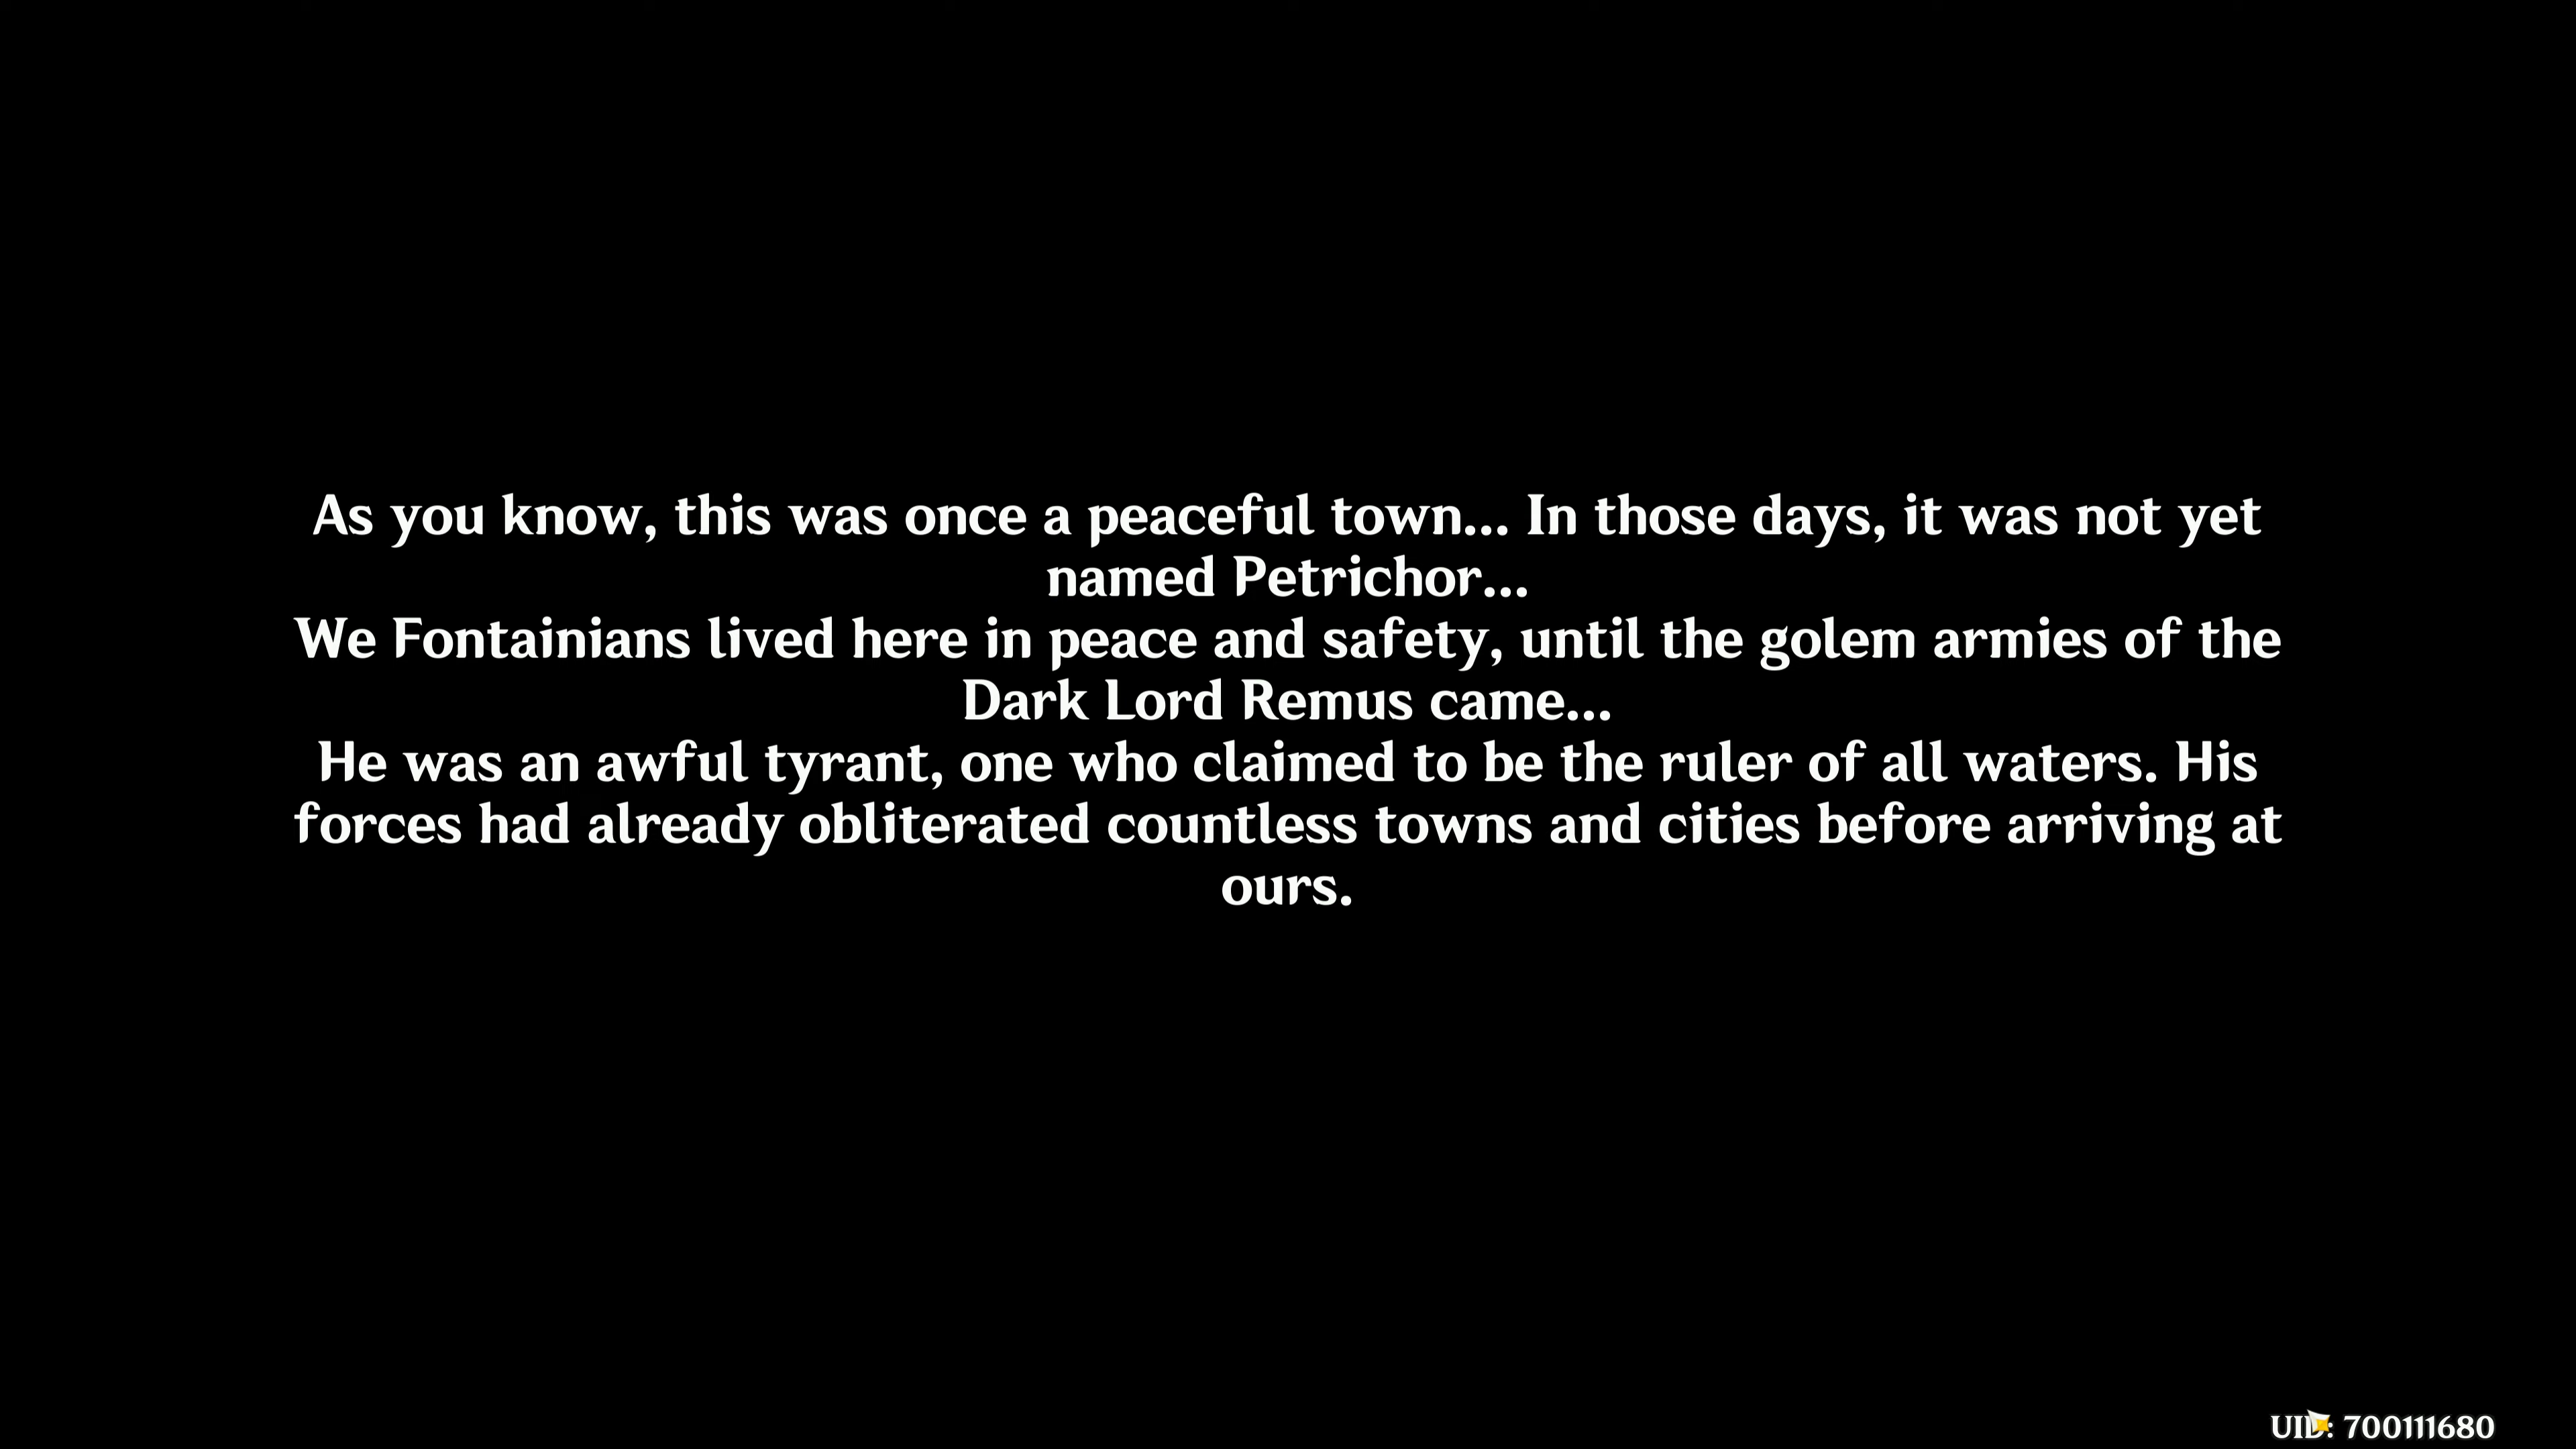 As you know, this was once a peaceful town... In those days, it was not yet
named Petrichor...
We Fontainians lived here in peace and safety, until the golem armies of the
Dark Lord Remus came...
He was an awful tyrant, one who claimed to be the ruler of all waters. His
forces had already obliterated countless towns and cities before arriving at
ours.
UID: 700111680